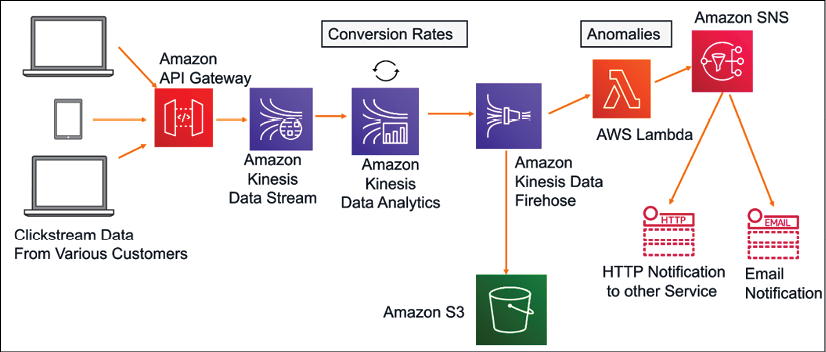 Conversion Rates
Anomalies
Amazon SNS
Amazon
API Gateway
</>
Amazon
Kinesis
Data Stream
Amazon
Kinesis
Data Analytics
Amazon
Kinesis Data
Firehose
AWS Lambda
Clickstream Data
From Various Customers
HTTP
EMAIL
HTTP Notification
to other Service
Email
Notification
Amazon S3